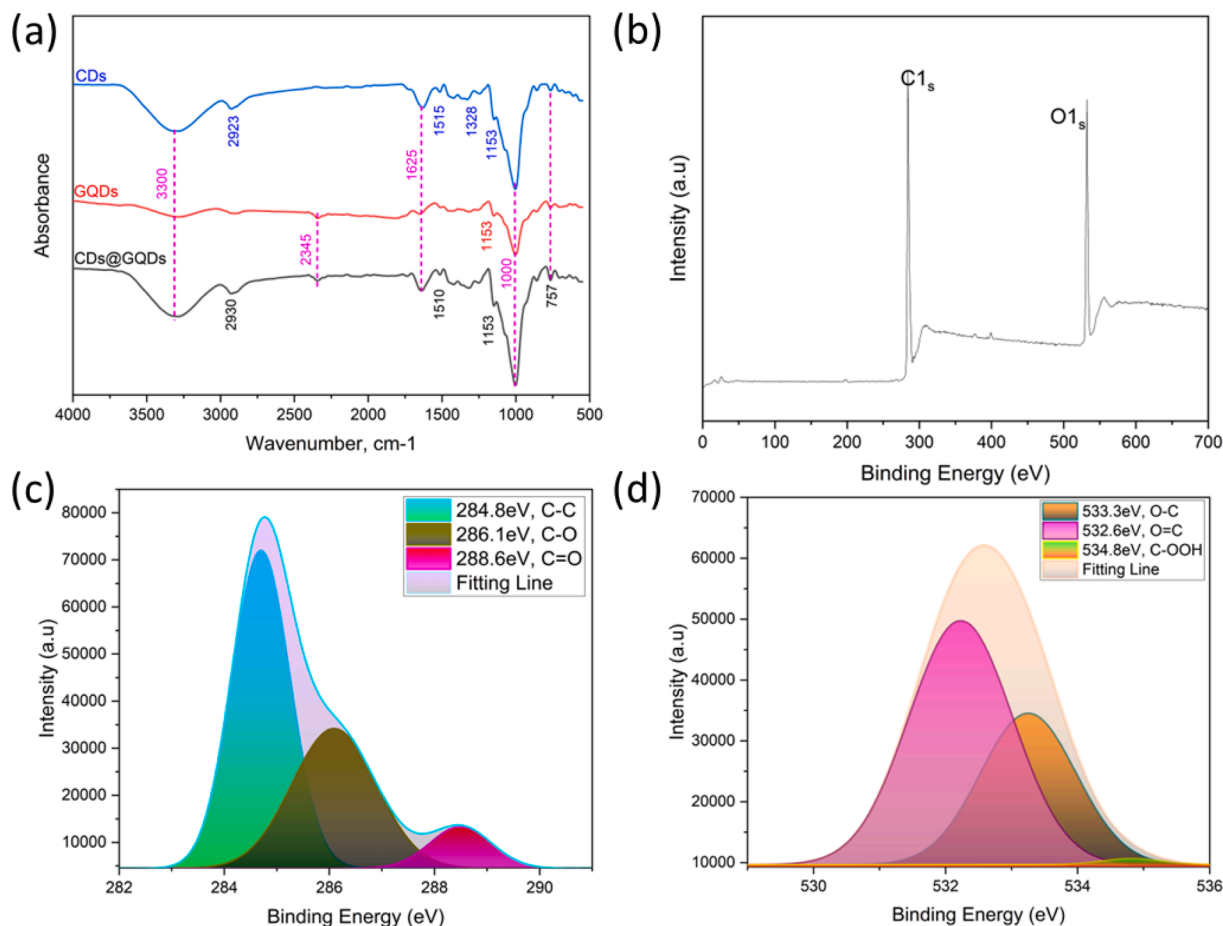 (a)
CDs
2923
1515
1328
1153
3300
1625
GQDs
2345
1153
1000
CDs@GQDs
2930
1510
1153
757
Absorbance
4000 3500 3000 2500 2000 1500 1000 550
Wavenumber, cm-1
(b)
C1s
O1s
Intensity (a.u)
0 100 200 300 400 500 600 700
Binding Energy (eV)
(c)
284.8eV, C-C
286.1eV, C-O
288.6eV, C=O
Fitting Line
80000
70000
60000
50000
40000
30000
20000
10000
Intensity (a.u)
282 284 286 288 290
Binding Energy (eV)
(d)
533.3eV, O-C
532.6eV, O=C
534.8eV, C-OOH
Fitting Line
70000
60000
50000
40000
30000
20000
10000
Intensity (a.u)
530 532 534 536
Binding Energy (eV)